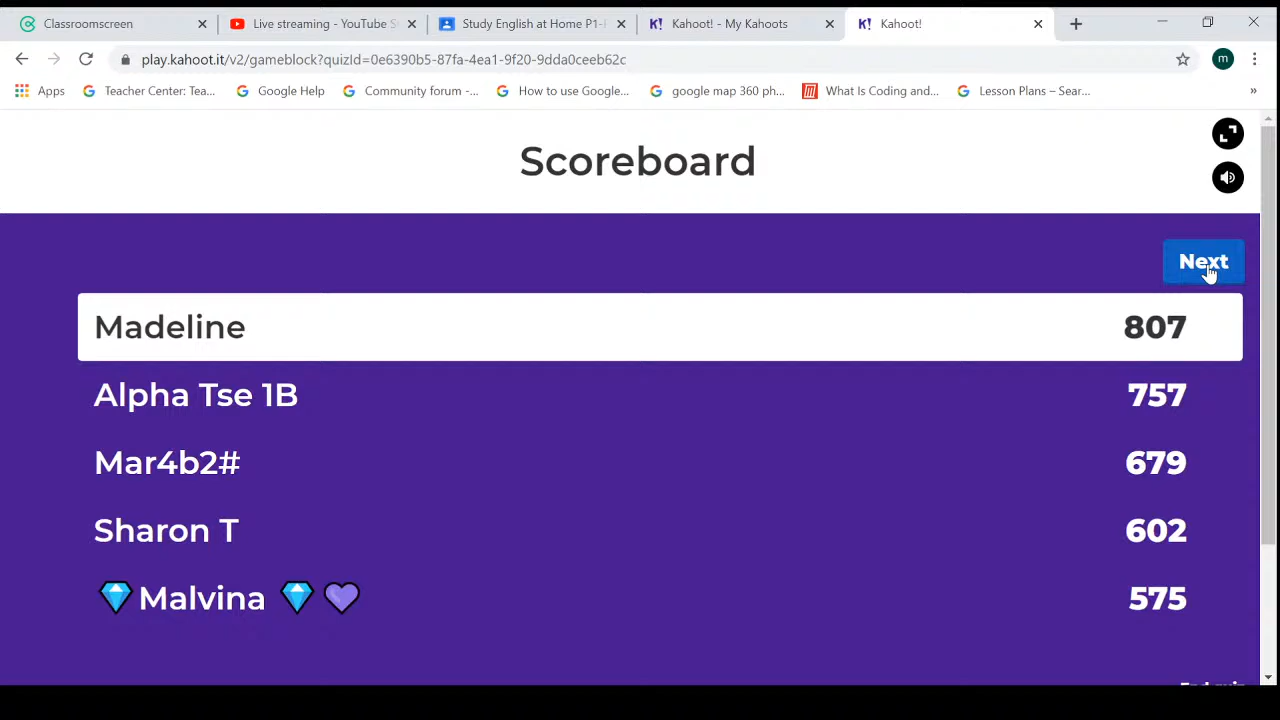 Classroomscreen
Live streaming - YouTube S
Study English at Home P1-
Kahoot! - My Kahoots
Kahoot!
play.kahoot.it/v2/gameblock?quizId=0e6390b5-87fa-4ea1-9f20-9dda0ceeb62c
m
Apps
Teacher Center: Tea...
Google Help
Community forum -...
How to use Google...
google map 360 ph...
What Is Coding and...
Lesson Plans – Sear...
»
Scoreboard
Next
Madeline 807
Alpha Tse 1B 757
Mar4b2# 679
Sharon T 602
💎Malvina 💎💜 575